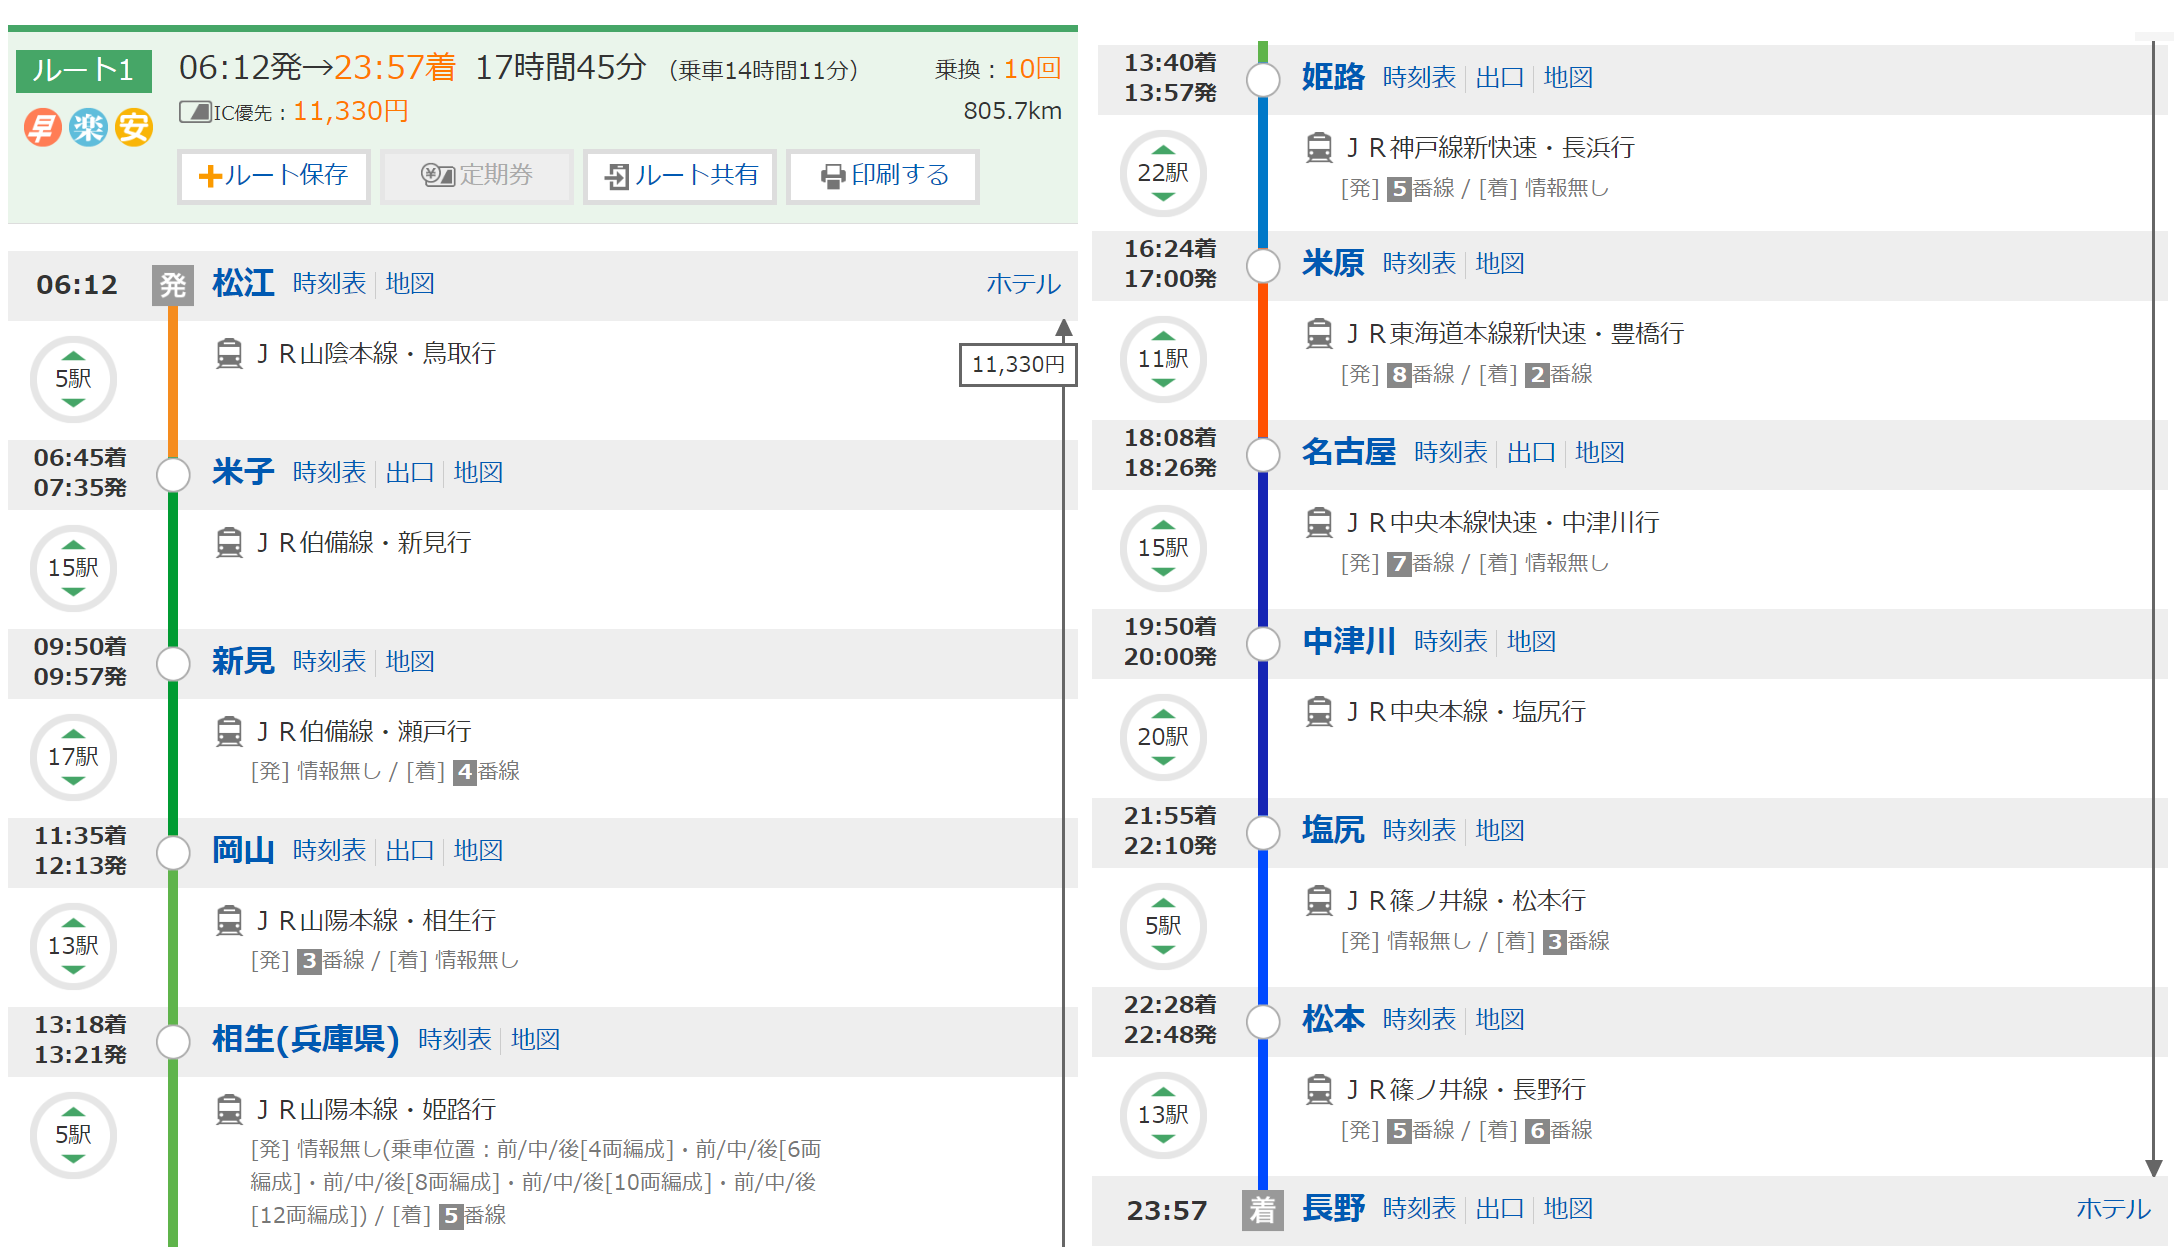 ルート1
06:12発→23:57着 17時間45分 (乗車14時間11分) 乗換：10回
早 楽 安 IC優先：11,330円 805.7km
ルート保存 定期券 ルート共有 印刷する
06:12 発 松江 時刻表 地図 ホテル
5駅 ＪＲ山陰本線・鳥取行
11,330円
06:45着
07:35発 米子 時刻表 出口 地図
15駅 ＪＲ伯備線・新見行
09:50着
09:57発 新見 時刻表 地図
17駅 ＪＲ伯備線・瀬戸行
[発] 情報無し / [着] 4番線
11:35着
12:13発 岡山 時刻表 出口 地図
13駅 ＪＲ山陽本線・相生行
[発] 3番線 / [着] 情報無し
13:18着
13:21発 相生(兵庫県) 時刻表 地図
5駅 ＪＲ山陽本線・姫路行
[発] 情報無し(乗車位置：前/中/後[4両編成]・前/中/後[6両
編成]・前/中/後[8両編成]・前/中/後[10両編成]・前/中/後
[12両編成]) / [着] 5番線
13:40着
13:57発 姫路 時刻表 出口 地図
22駅 ＪＲ神戸線新快速・長浜行
[発] 5番線 / [着] 情報無し
16:24着
17:00発 米原 時刻表 地図
11駅 ＪＲ東海道本線新快速・豊橋行
[発] 8番線 / [着] 2番線
18:08着
18:26発 名古屋 時刻表 出口 地図
15駅 ＪＲ中央本線快速・中津川行
[発] 7番線 / [着] 情報無し
19:50着
20:00発 中津川 時刻表 地図
20駅 ＪＲ中央本線・塩尻行
21:55着
22:10発 塩尻 時刻表 地図
5駅 ＪＲ篠ノ井線・松本行
[発] 情報無し / [着] 3番線
22:28着
22:48発 松本 時刻表 地図
13駅 ＪＲ篠ノ井線・長野行
[発] 5番線 / [着] 6番線
23:57 着 長野 時刻表 出口 地図 ホテル